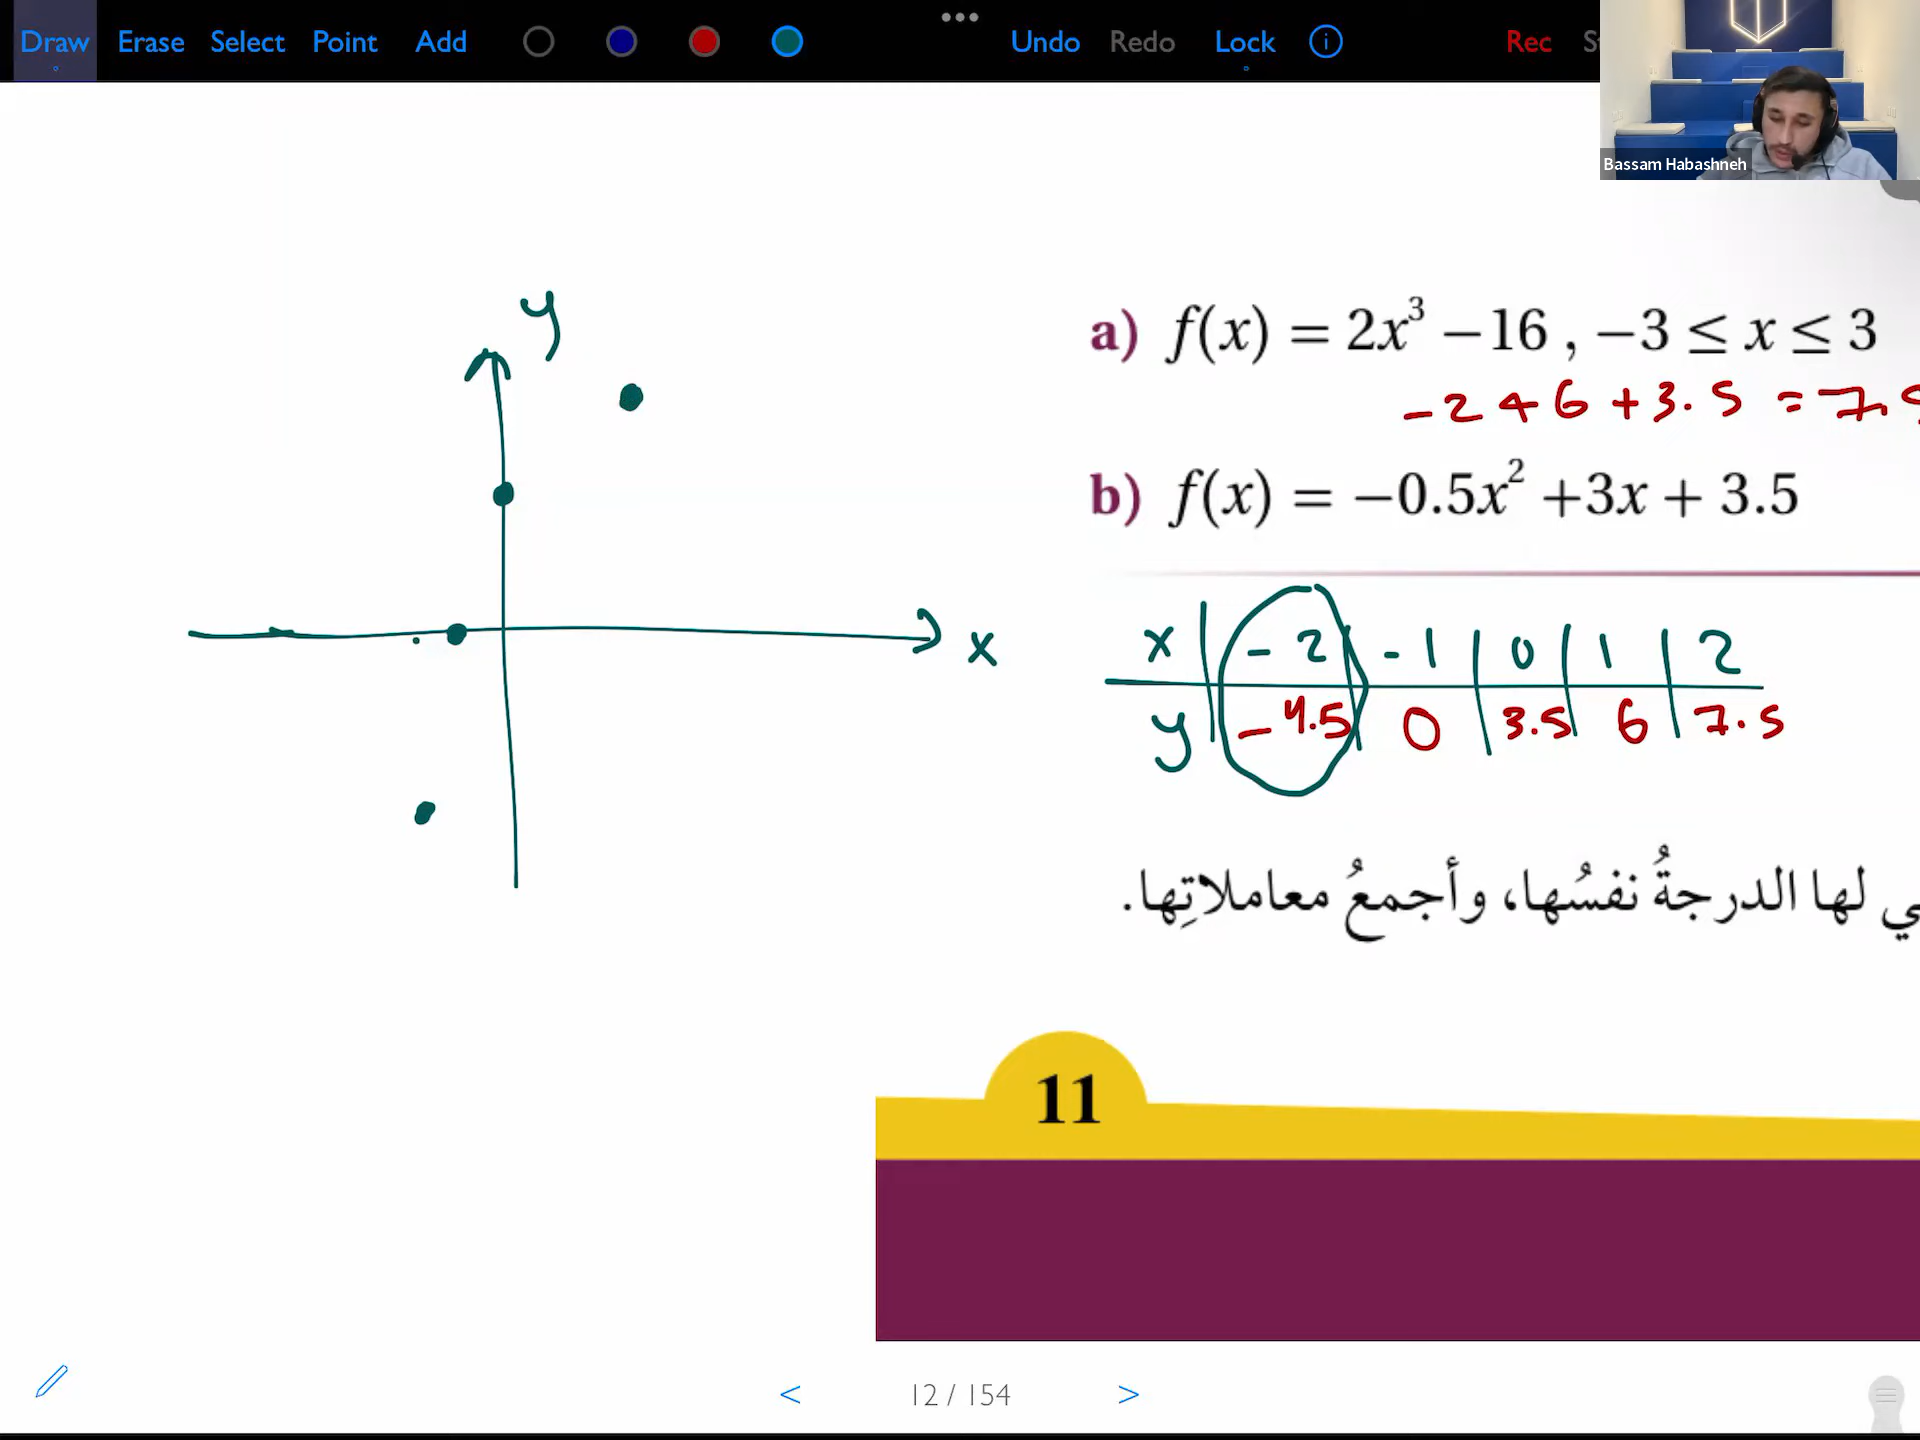 Draw Erase Select Point Add Undo Redo Lock Rec
Bassam Habashneh
y
x
a) f(x) = 2x³ −16 , −3 ≤ x ≤ 3
-2+6+3.5 = 7.5
b) f(x) = −0.5x² +3x + 3.5
x | -2 | -1 | 0 | 1 | 2
y | -4.5 | 0 | 3.5 | 6 | 7.5
لها الدرجةُ نفسُها، وأجمعُ معاملاتِها.
11
< 12 / 154 >